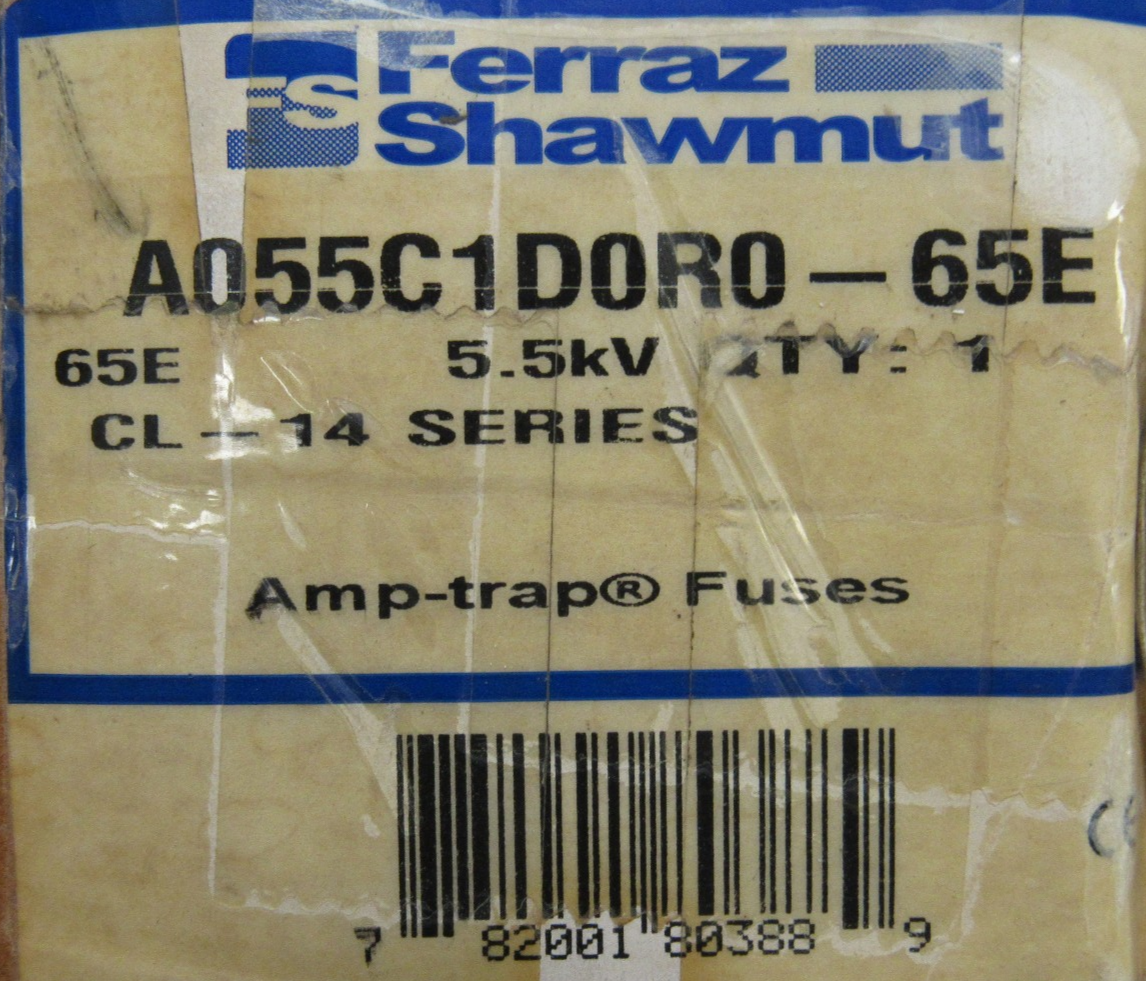 FS Ferraz
Shawmut
A055C1D0R0-65E
65E 5.5kV QTY: 1
CL-14 SERIES
Amp-trap® Fuses
7 82001 80388 9